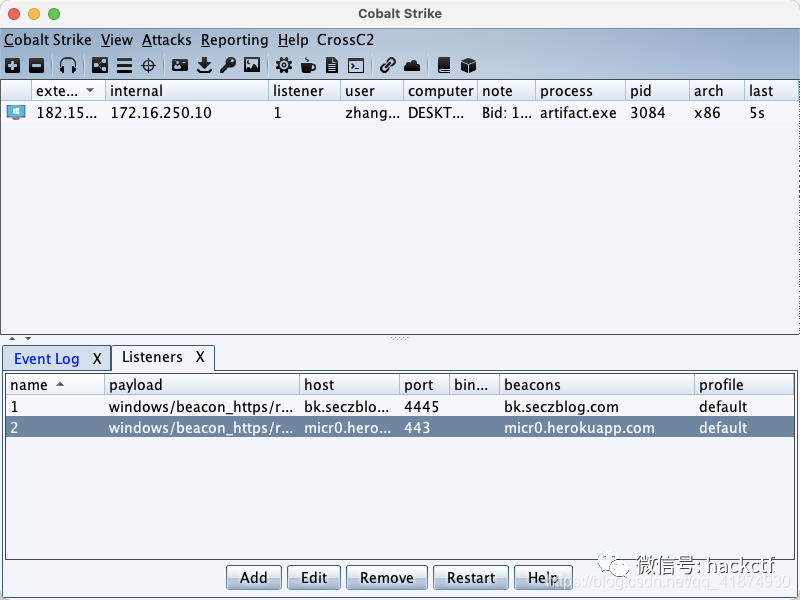 Cobalt Strike
Cobalt Strike View Attacks Reporting Help CrossC2
exte... internal listener user computer note process pid arch last
182.15... 172.16.250.10 1 zhang... DESKT... Bid: 1... artifact.exe 3084 x86 5s
Event Log X Listeners X
name payload host port bin... beacons profile
1 windows/beacon_https/r... bk.seczblo... 4445 bk.seczblog.com default
2 windows/beacon_https/r... micr0.hero... 443 micr0.herokuapp.com default
Add Edit Remove Restart Help
微信号: hackctf
https://blog.csdn.net/qq_41874930